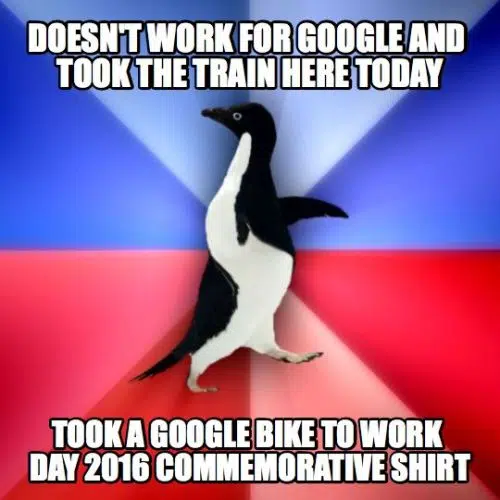 DOESN'T WORK FOR GOOGLE AND
TOOK THE TRAIN HERE TODAY
TOOK A GOOGLE BIKE TO WORK
DAY 2016 COMMEMORATIVE SHIRT